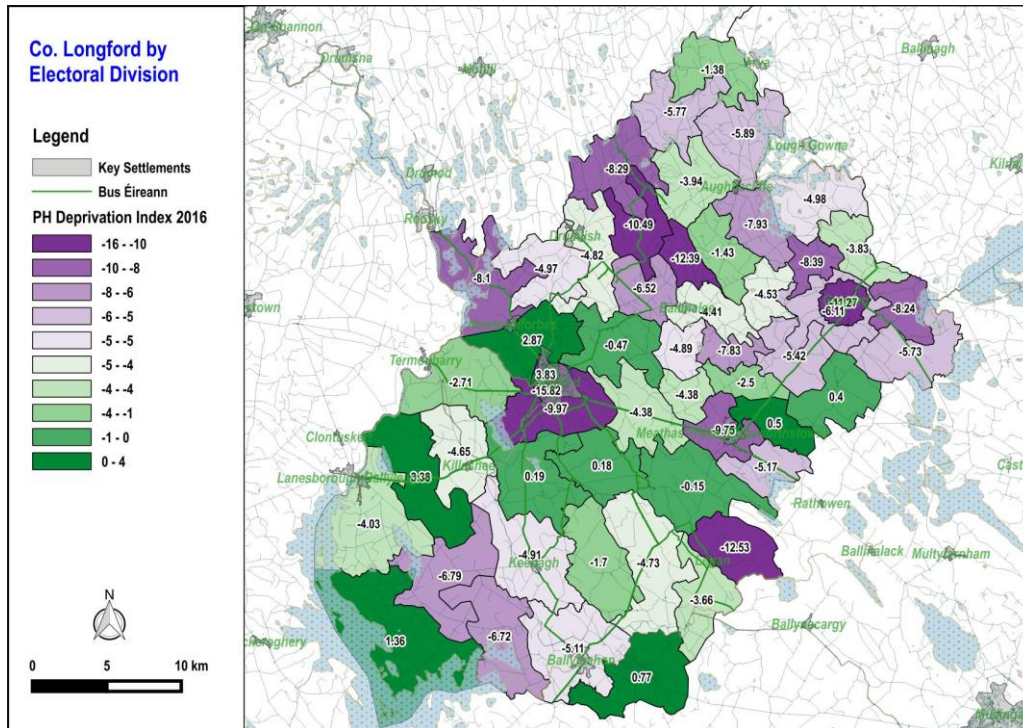 Co. Longford by
Electoral Division
Legend
Key Settlements
Bus Éireann
PH Deprivation Index 2016
-16 - -10
-10 - -8
-8 - -6
-6 - -5
-5 - -5
-5 - -4
-4 - -4
-4 - -1
-1 - 0
0 - 4
N
0 5 10 km
Drumsna
Ballinagh
-1.38
-5.77
-5.89
Lough Gowna
-8.29
Dromod
-3.94
-4.98
Roosky
-7.93
-10.49
-4.82
-1.43
-3.83
-4.97
-12.39
-8.39
-8.1
-6.52
-4.53
-8.24
-6.11
-4.41
2.87
-0.47
-4.89
-7.83
-5.42
-5.73
Termonbarry
3.83
-2.71
-15.82
-4.38
-2.5
0.4
-9.97
-4.38
0.5
-9.75
Clontuskert
-4.65
-5.17
Killashee
3.38
0.18
Lanesborough
0.19
-0.15
Rathowen
-4.03
-12.53
-4.91
Ballinalack
Multyfarnham
Keenagh
-1.7
-4.73
-6.79
-3.66
Ballynacargy
1.36
-6.72
-5.11
Ballymahon
0.77